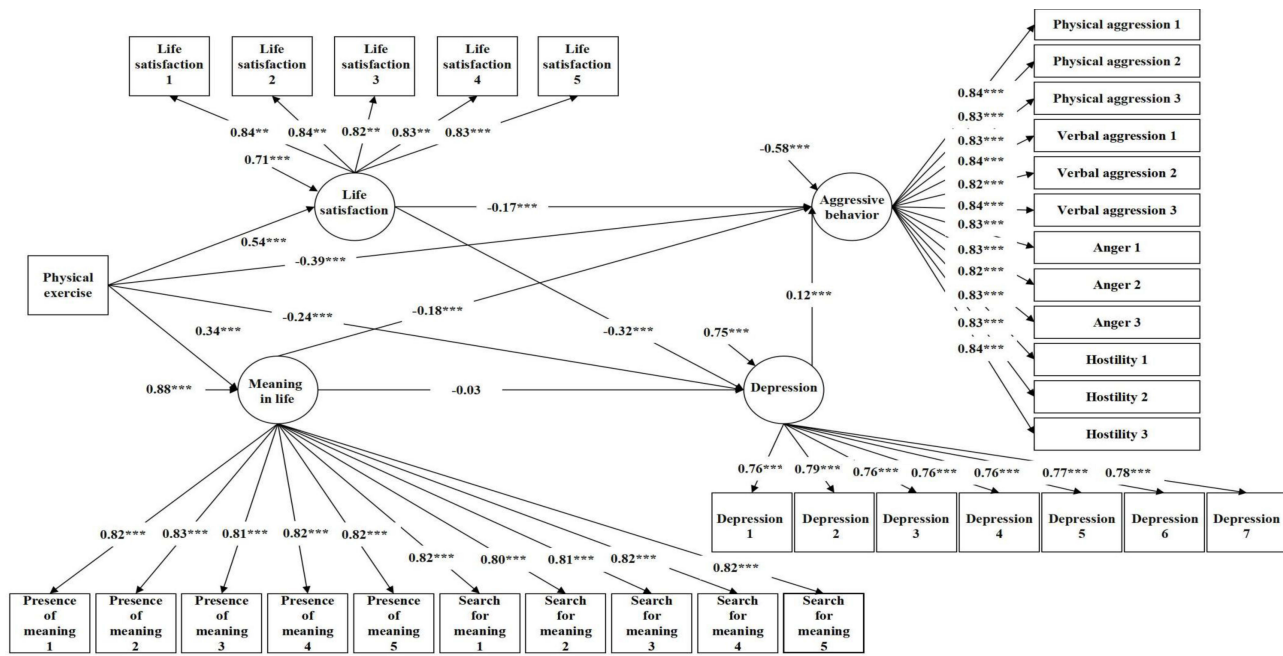 Life
satisfaction
1
Life
satisfaction
2
Life
satisfaction
3
Life
satisfaction
4
Life
satisfaction
5
0.84**
0.84**
0.82**
0.83**
0.83***
0.71***
Life
satisfaction
-0.17***
-0.58***
Aggressive
behavior
Physical aggression 1
Physical aggression 2
Physical aggression 3
Verbal aggression 1
Verbal aggression 2
Verbal aggression 3
Anger 1
Anger 2
Anger 3
Hostility 1
Hostility 2
Hostility 3
0.84***
0.83***
0.83***
0.84***
0.82***
0.84***
0.83***
0.83***
0.82***
0.83***
0.83***
0.84***
Physical
exercise
0.54***
-0.39***
-0.24***
0.34***
-0.18***
-0.32***
0.12***
0.75***
0.88***
Meaning
in life
-0.03
Depression
0.76***
0.79***
0.76***
0.76***
0.76***
0.77***
0.78***
Depression
1
Depression
2
Depression
3
Depression
4
Depression
5
Depression
6
Depression
7
0.82***
0.83***
0.81***
0.82***
0.82***
0.82***
0.80***
0.81***
0.82***
0.82***
Presence
of
meaning
1
Presence
of
meaning
2
Presence
of
meaning
3
Presence
of
meaning
4
Presence
of
meaning
5
Search
for
meaning
1
Search
for
meaning
2
Search
for
meaning
3
Search
for
meaning
4
Search
for
meaning
5